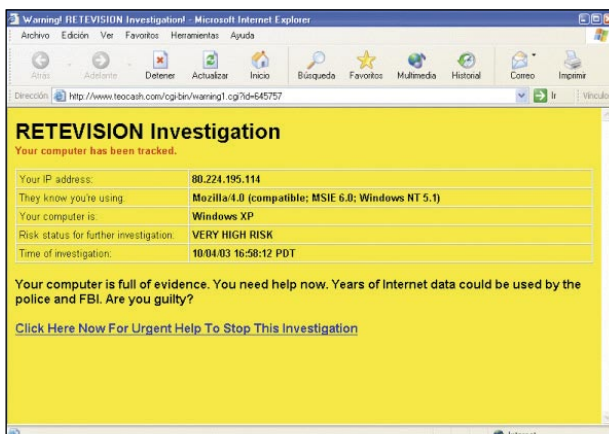 Warning! RETEVISION Investigation! - Microsoft Internet Explorer
Archivo Edición Ver Favoritos Herramientas Ayuda
Atrás Adelante Detener Actualizar Inicio Búsqueda Favoritos Multimedia Historial Correo Imprimir
Dirección http://www.teocash.com/cgi-bin/warning1.cgi?id=645757 Ir Vínculo
RETEVISION Investigation
Your computer has been tracked.
Your IP address: 80.224.195.114
They know you're using: Mozilla/4.0 (compatible; MSIE 6.0; Windows NT 5.1)
Your computer is: Windows XP
Risk status for further investigation: VERY HIGH RISK
Time of investigation: 10/04/03 16:58:12 PDT
Your computer is full of evidence. You need help now. Years of Internet data could be used by the
police and FBI. Are you guilty?
Click Here Now For Urgent Help To Stop This Investigation